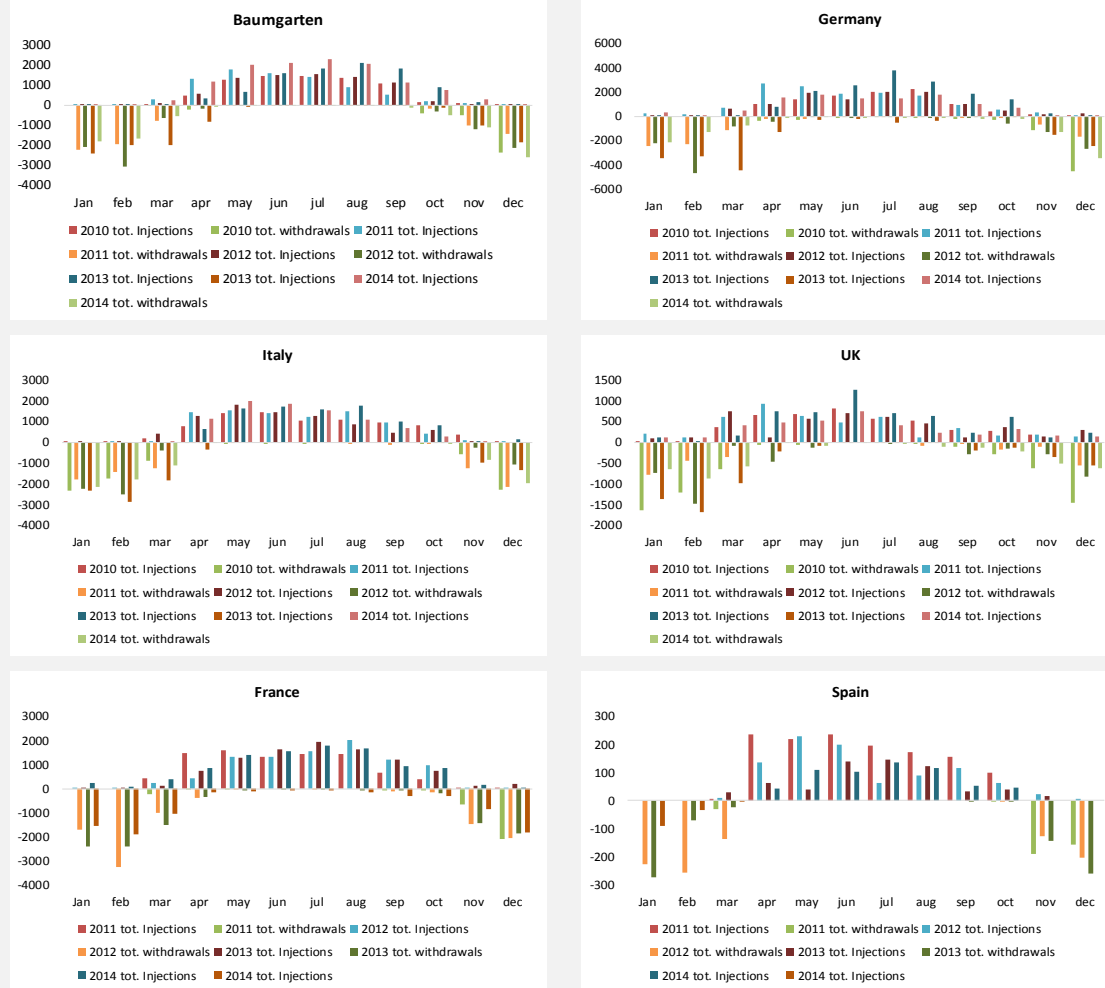 Baumgarten
3000
2000
1000
0
-1000
-2000
-3000
-4000
Jan feb mar apr may jun jul aug sep oct nov dec
2010 tot. Injections 2010 tot. withdrawals 2011 tot. Injections
2011 tot. withdrawals 2012 tot. Injections 2012 tot. withdrawals
2013 tot. Injections 2013 tot. Injections 2014 tot. Injections
2014 tot. withdrawals
Germany
6000
4000
2000
0
-2000
-4000
-6000
Jan feb mar apr may jun jul aug sep oct nov dec
2010 tot. Injections 2010 tot. withdrawals 2011 tot. Injections
2011 tot. withdrawals 2012 tot. Injections 2012 tot. withdrawals
2013 tot. Injections 2013 tot. Injections 2014 tot. Injections
2014 tot. withdrawals
Italy
3000
2000
1000
0
-1000
-2000
-3000
-4000
Jan feb mar apr may jun jul aug sep oct nov dec
2010 tot. Injections 2010 tot. withdrawals 2011 tot. Injections
2011 tot. withdrawals 2012 tot. Injections 2012 tot. withdrawals
2013 tot. Injections 2013 tot. Injections 2014 tot. Injections
2014 tot. withdrawals
UK
1500
1000
500
0
-500
-1000
-1500
-2000
Jan feb mar apr may jun jul aug sep oct nov dec
2010 tot. Injections 2010 tot. withdrawals 2011 tot. Injections
2011 tot. withdrawals 2012 tot. Injections 2012 tot. withdrawals
2013 tot. Injections 2013 tot. Injections 2014 tot. Injections
2014 tot. withdrawals
France
3000
2000
1000
0
-1000
-2000
-3000
-4000
Jan feb mar apr may jun jul aug sep oct nov dec
2011 tot. Injections 2011 tot. withdrawals 2012 tot. Injections
2012 tot. withdrawals 2013 tot. Injections 2013 tot. withdrawals
2014 tot. Injections 2014 tot. Injections
Spain
300
200
100
0
-100
-200
-300
Jan feb mar apr may jun jul aug sep oct nov dec
2011 tot. Injections 2011 tot. withdrawals 2012 tot. Injections
2012 tot. withdrawals 2013 tot. Injections 2013 tot. withdrawals
2014 tot. Injections 2014 tot. Injections